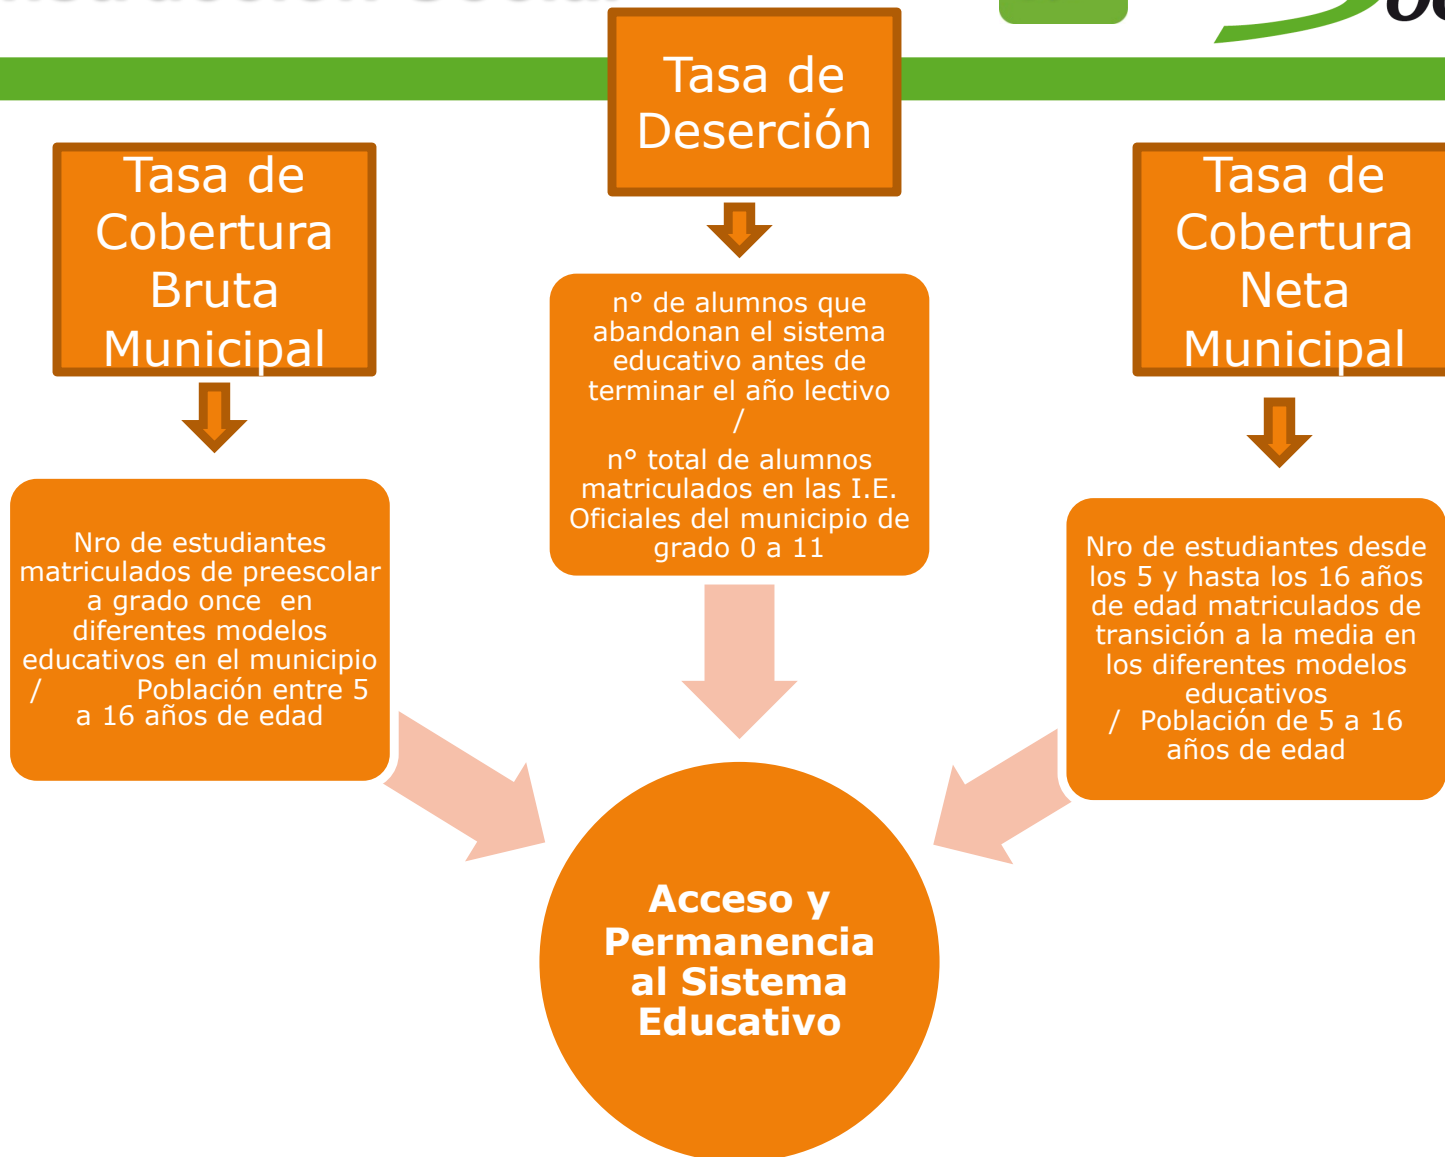 Tasa de
Deserción
Tasa de
Cobertura
Bruta
Municipal
Tasa de
Cobertura
Neta
Municipal
n° de alumnos que
abandonan el sistema
educativo antes de
terminar el año lectivo
/
n° total de alumnos
matriculados en las I.E.
Oficiales del municipio de
grado 0 a 11
Nro de estudiantes
matriculados de preescolar
a grado once en
diferentes modelos
educativos en el municipio
/ Población entre 5
a 16 años de edad
Nro de estudiantes desde
los 5 y hasta los 16 años
de edad matriculados de
transición a la media en
los diferentes modelos
educativos
/ Población de 5 a 16
años de edad
Acceso y
Permanencia
al Sistema
Educativo